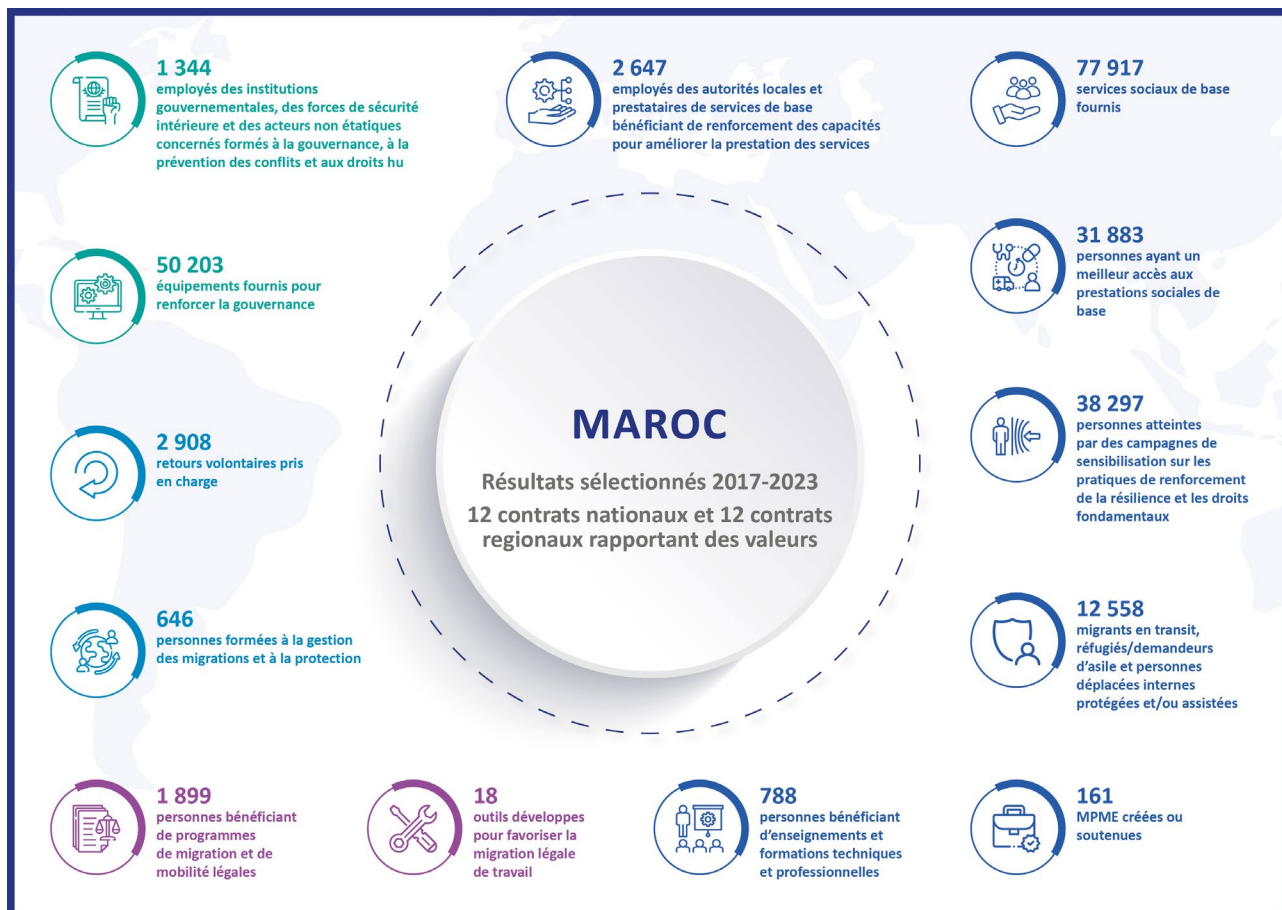 1 344
employés des institutions
gouvernementales, des forces de sécurité
intérieure et des acteurs non étatiques
concernés formés à la gouvernance, à la
prévention des conflits et aux droits hu
2 647
employés des autorités locales et
prestataires de services de base
bénéficiant de renforcement des capacités
pour améliorer la prestation des services
77 917
services sociaux de base
fournis
50 203
équipements fournis pour
renforcer la gouvernance
31 883
personnes ayant un
meilleur accès aux
prestations sociales de
base
2 908
retours volontaires pris
en charge
MAROC
Résultats sélectionnés 2017-2023
12 contrats nationaux et 12 contrats
regionaux rapportant des valeurs
38 297
personnes atteintes
par des campagnes de
sensibilisation sur les
pratiques de renforcement
de la résilience et les droits
fondamentaux
646
personnes formées à la gestion
des migrations et à la protection
12 558
migrants en transit,
réfugiés/demandeurs
d'asile et personnes
déplacées internes
protégées et/ou assistées
1 899
personnes bénéficiant
de programmes
de migration et de
mobilité légales
18
outils développes
pour favoriser la
migration légale
de travail
788
personnes bénéficiant
d'enseignements et
formations techniques
et professionnelles
161
MPME créées ou
soutenues